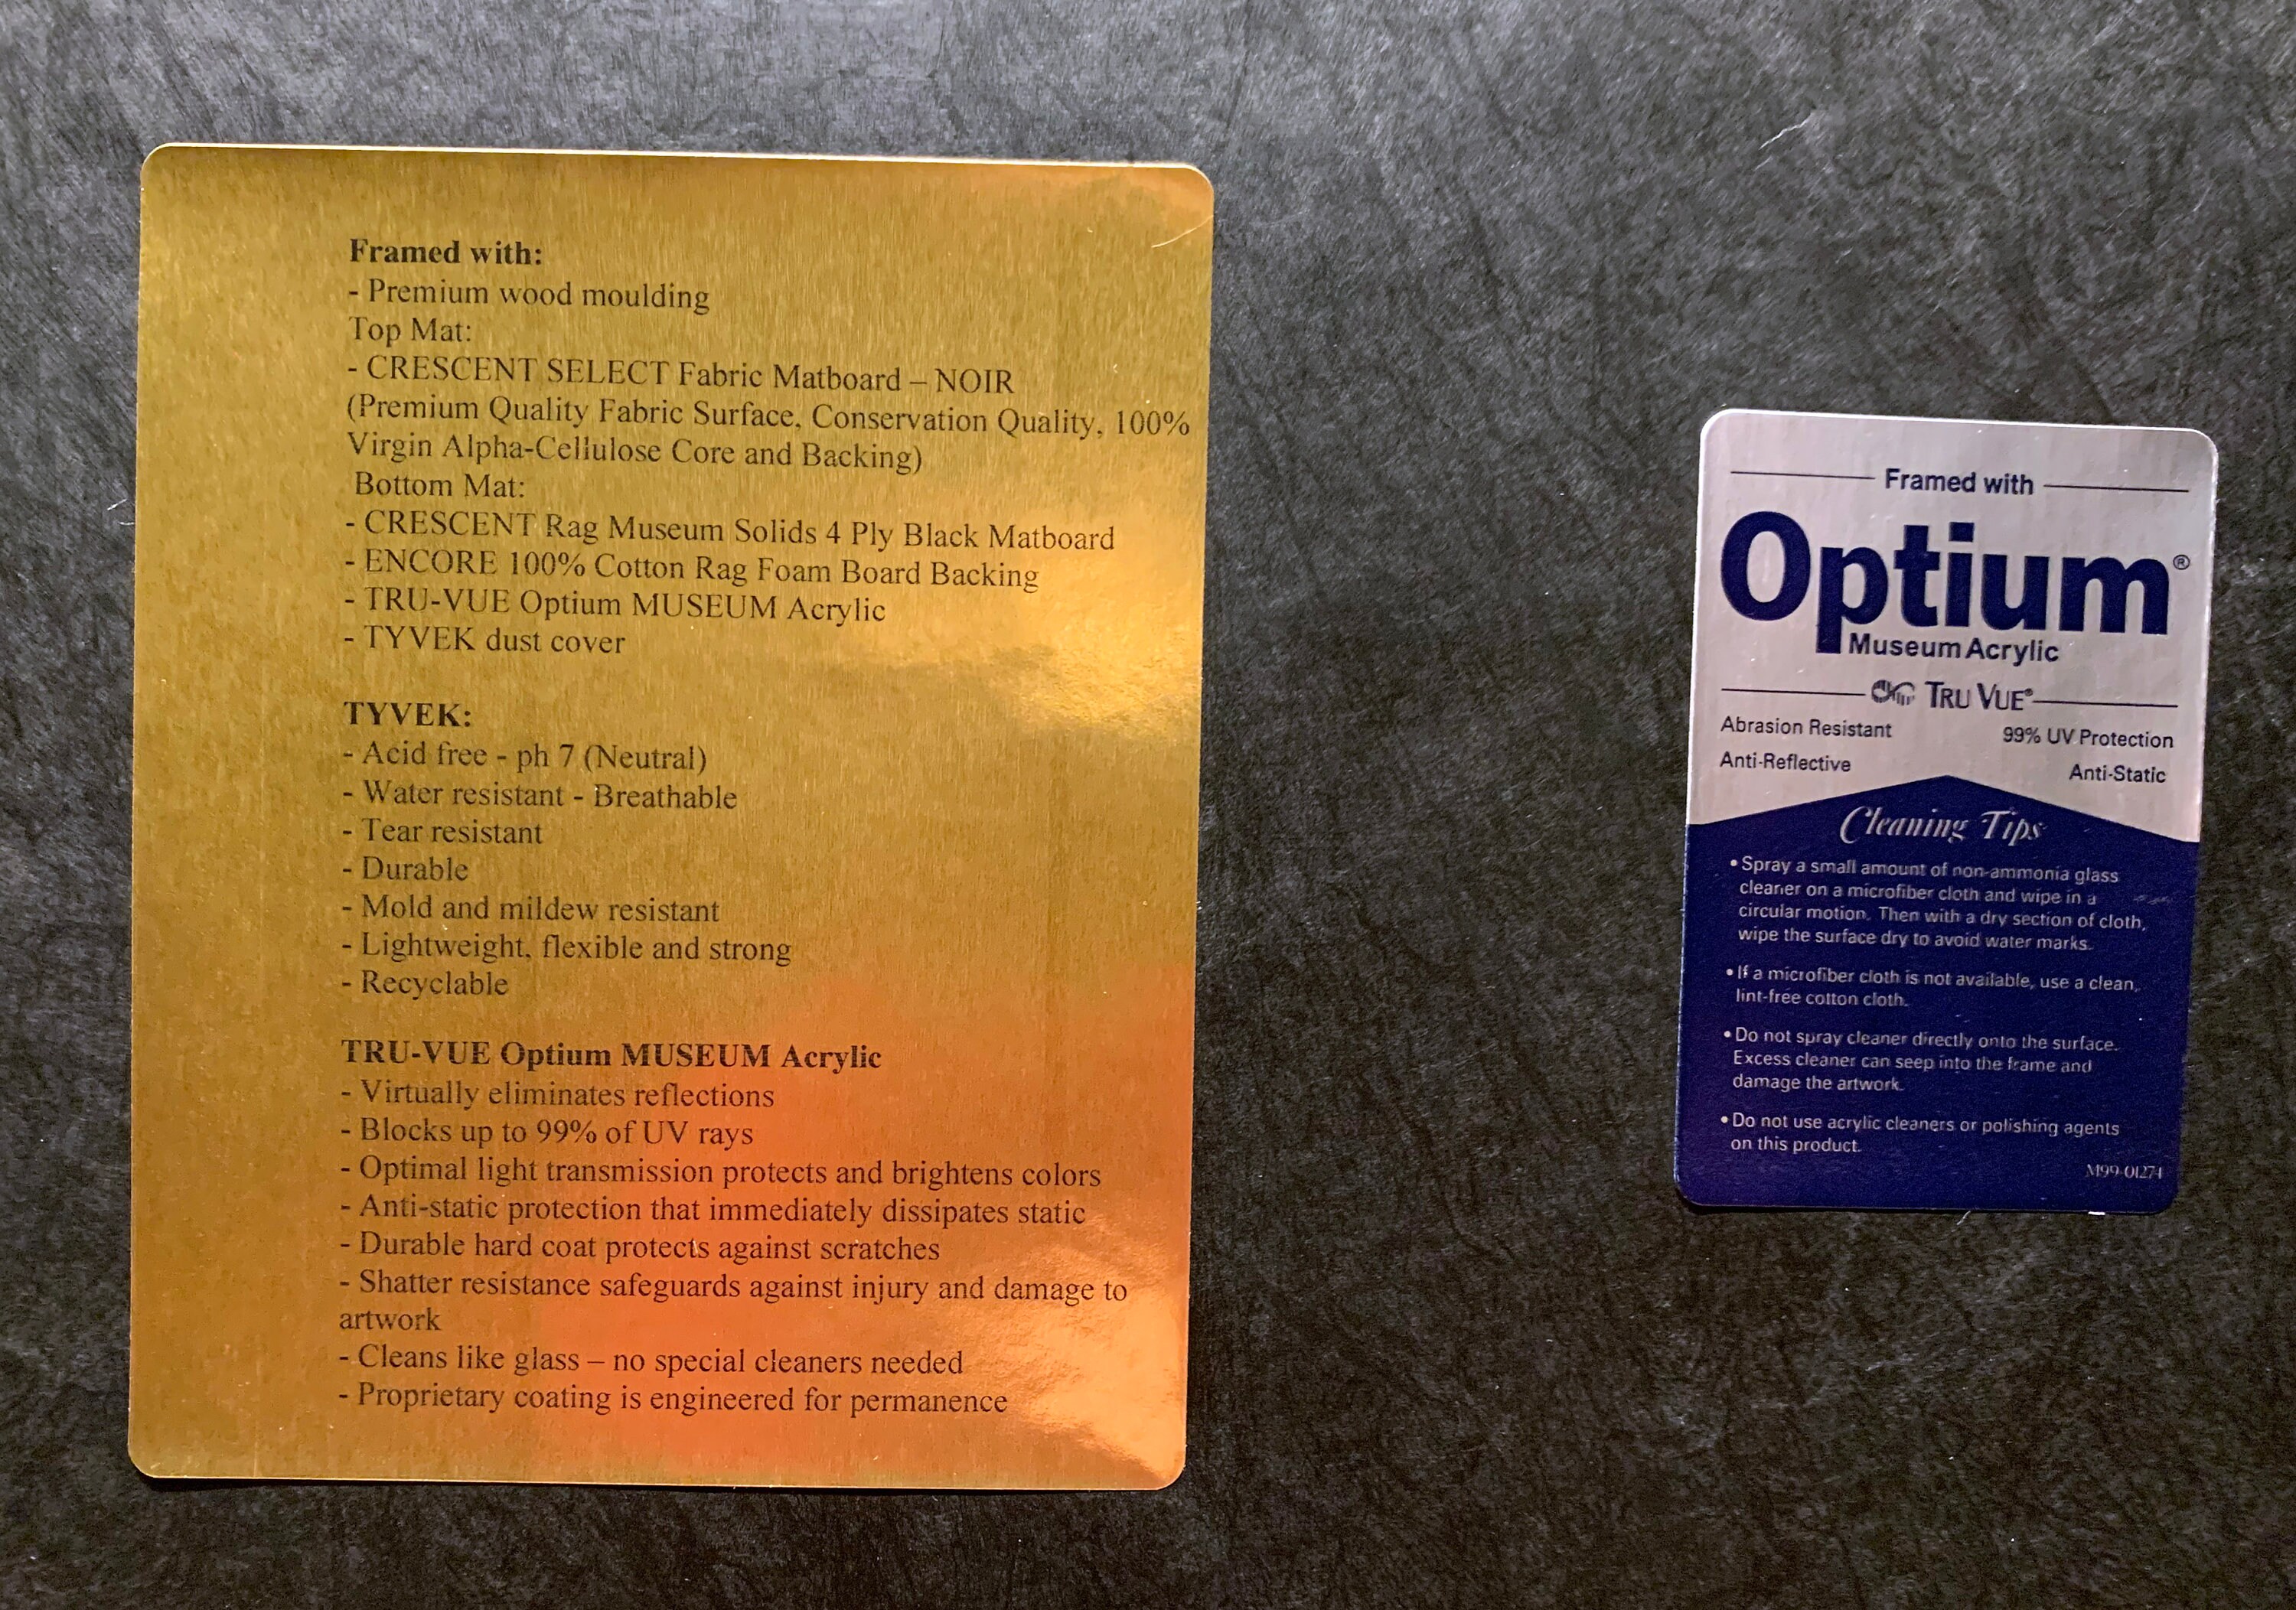 Framed with:
- Premium wood moulding
Top Mat:
- CRESCENT SELECT Fabric Matboard – NOIR
(Premium Quality Fabric Surface, Conservation Quality, 100%
Virgin Alpha-Cellulose Core and Backing)
Bottom Mat:
- CRESCENT Rag Museum Solids 4 Ply Black Matboard
- ENCORE 100% Cotton Rag Foam Board Backing
- TRU-VUE Optium MUSEUM Acrylic
- TYVEK dust cover
TYVEK:
- Acid free - ph 7 (Neutral)
- Water resistant - Breathable
- Tear resistant
- Durable
- Mold and mildew resistant
- Lightweight, flexible and strong
- Recyclable
TRU-VUE Optium MUSEUM Acrylic
- Virtually eliminates reflections
- Blocks up to 99% of UV rays
- Optimal light transmission protects and brightens colors
- Anti-static protection that immediately dissipates static
- Durable hard coat protects against scratches
- Shatter resistance safeguards against injury and damage to
artwork
- Cleans like glass – no special cleaners needed
- Proprietary coating is engineered for permanence
Framed with
Optium®
Museum Acrylic
TRU VUE®
Abrasion Resistant 99% UV Protection
Anti-Reflective Anti-Static
Cleaning Tips
• Spray a small amount of non-ammonia glass
cleaner on a microfiber cloth and wipe in a
circular motion. Then with a dry section of cloth,
wipe the surface dry to avoid water marks.
• If a microfiber cloth is not available, use a clean,
lint-free cotton cloth.
• Do not spray cleaner directly onto the surface.
Excess cleaner can seep into the frame and
damage the artwork.
• Do not use acrylic cleaners or polishing agents
on this product.
M99-01274